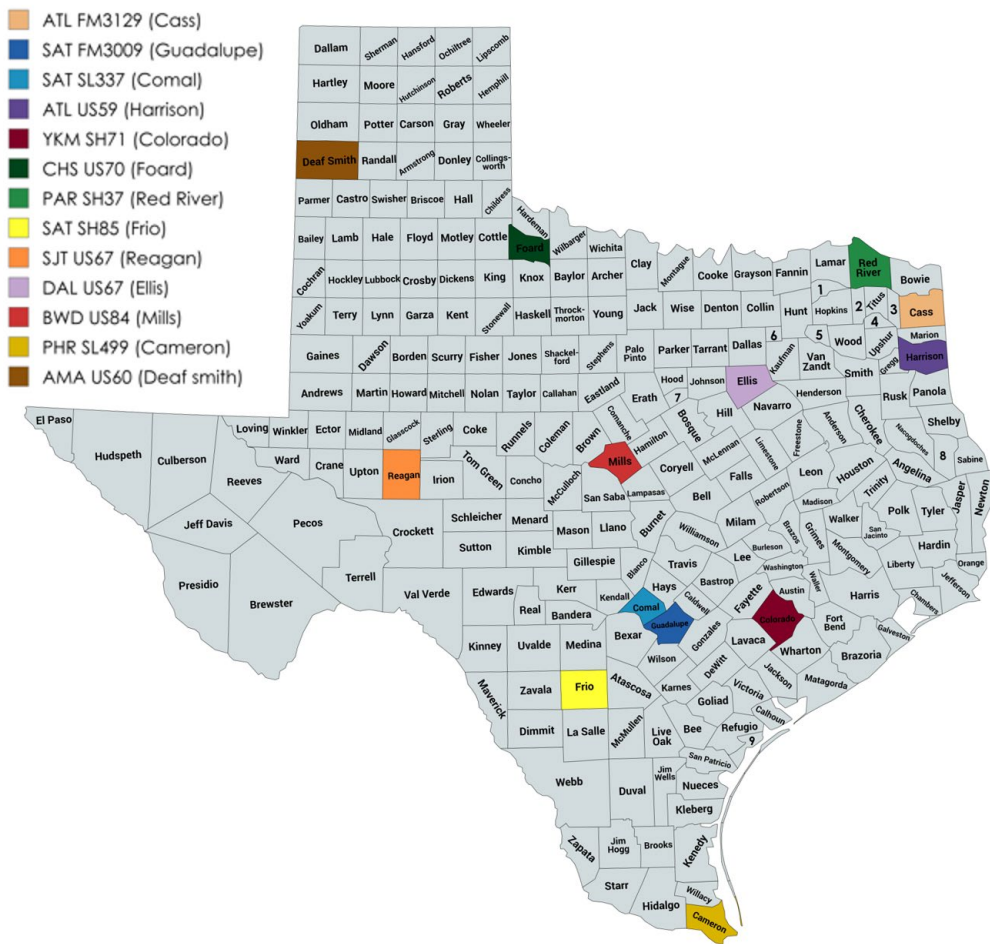 ATL FM3129 (Cass)
SAT FM3009 (Guadalupe)
SAT SL337 (Comal)
ATL US59 (Harrison)
YKM SH71 (Colorado)
CHS US70 (Foard)
PAR SH37 (Red River)
SAT SH85 (Frio)
SJT US67 (Reagan)
DAL US67 (Ellis)
BWD US84 (Mills)
PHR SL499 (Cameron)
AMA US60 (Deaf smith)
Dallam Sherman Hansford Ochiltree Lipscomb
Hartley Moore Hutchinson Roberts Hemphill
Oldham Potter Carson Gray Wheeler
Deaf Smith Randall Armstrong Donley Collings-
worth
Parmer Castro Swisher Briscoe Hall Childress
Hardeman
Bailey Lamb Hale Floyd Motley Cottle Foard Wilbarger Wichita
Clay Montague Cooke Grayson Fannin Lamar Red
River Bowie
Cochran Hockley Lubbock Crosby Dickens King Knox Baylor Archer
1 2 Titus 3
Yoakum Terry Lynn Garza Kent Stonewall Haskell Throck-
morton Young Jack Wise Denton Collin Hunt Hopkins Cass
4
Gaines Dawson Borden Scurry Fisher Jones Shackel-
ford Stephens Palo
Pinto Parker Tarrant Dallas 6 Kaufman 5 Wood Upshur Marion
Van
Zandt Smith Gregg Harrison
Andrews Martin Howard Mitchell Nolan Taylor Callahan Eastland Erath Hood 7 Johnson Ellis Henderson Rusk Panola
El Paso Hudspeth Culberson Loving Winkler Ector Midland Glasscock Sterling Coke Runnels Coleman Brown Comanche Hamilton Bosque Hill Navarro Freestone Anderson Cherokee Nacogdoches Shelby
Reeves Ward Crane Upton Reagan Irion Tom Green Concho McCulloch Mills Coryell McLennan Limestone Falls Leon Houston Angelina 8 Sabine
San Saba Lampasas Bell Robertson Madison Trinity Polk Tyler Jasper Newton
Jeff Davis Pecos Crockett Schleicher Menard Mason Llano Burnet Williamson Milam Brazos Grimes Walker San
Jacinto Hardin
Sutton Kimble Gillespie Blanco Travis Lee Burleson Washington Montgomery Liberty Orange
Presidio Brewster Terrell Val Verde Edwards Kerr Kendall Hays Bastrop Waller Harris Chambers Jefferson
Real Bandera Comal Caldwell Fayette Austin
Bexar Guadalupe Gonzales Colorado Fort
Bend Galveston
Kinney Uvalde Medina Wilson Lavaca Wharton Brazoria
Maverick Zavala Frio Atascosa Karnes DeWitt Victoria Jackson Matagorda
Goliad Calhoun
Dimmit La Salle McMullen Live
Oak Bee Refugio 9
San Patricio
Webb Duval Jim
Wells Nueces
Kleberg
Zapata Jim
Hogg Brooks Kenedy
Starr Hidalgo Willacy
Cameron